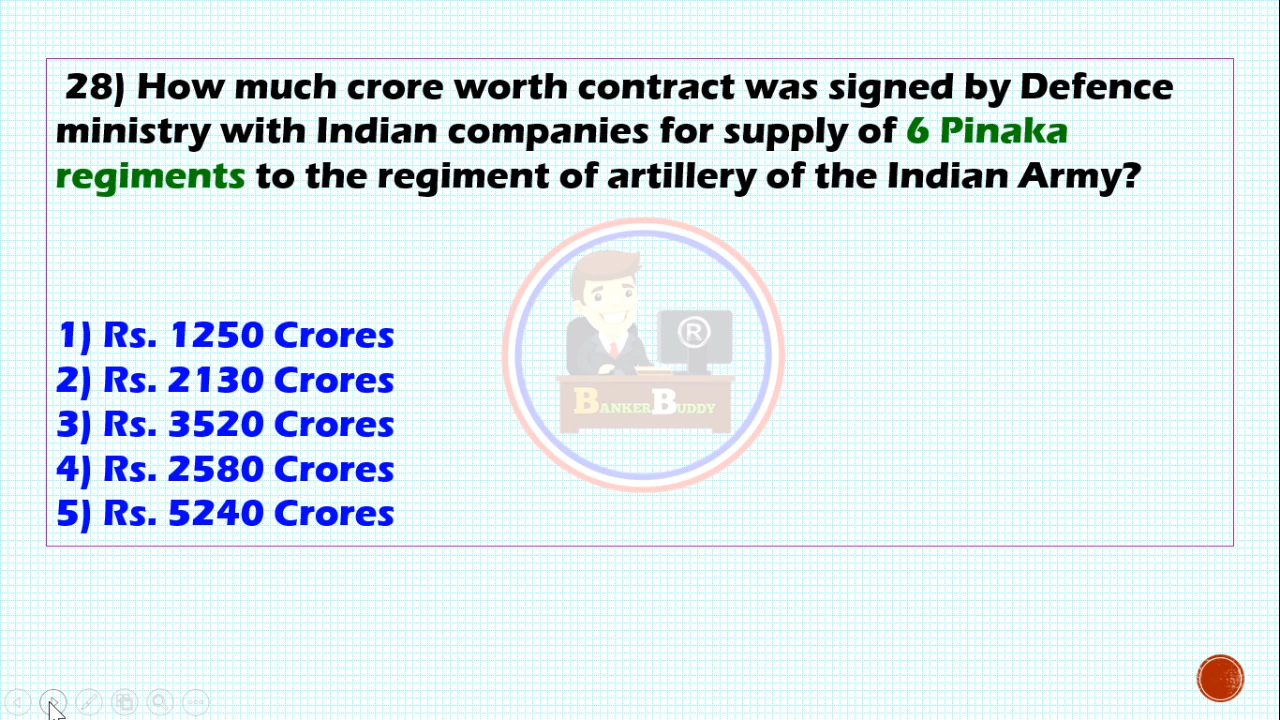 28) How much crore worth contract was signed by Defence
ministry with Indian companies for supply of 6 Pinaka
regiments to the regiment of artillery of the Indian Army?
1) Rs. 1250 Crores
2) Rs. 2130 Crores
3) Rs. 3520 Crores
4) Rs. 2580 Crores
5) Rs. 5240 Crores
®
BANKERBUDDY